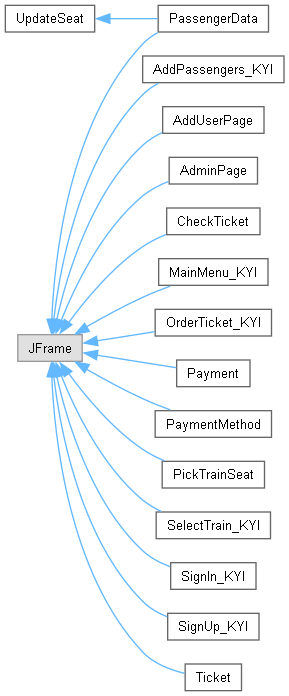 UpdateSeat
PassengerData
AddPassengers_KYI
AddUserPage
AdminPage
CheckTicket
MainMenu_KYI
OrderTicket_KYI
JFrame
Payment
PaymentMethod
PickTrainSeat
SelectTrain_KYI
SignIn_KYI
SignUp_KYI
Ticket